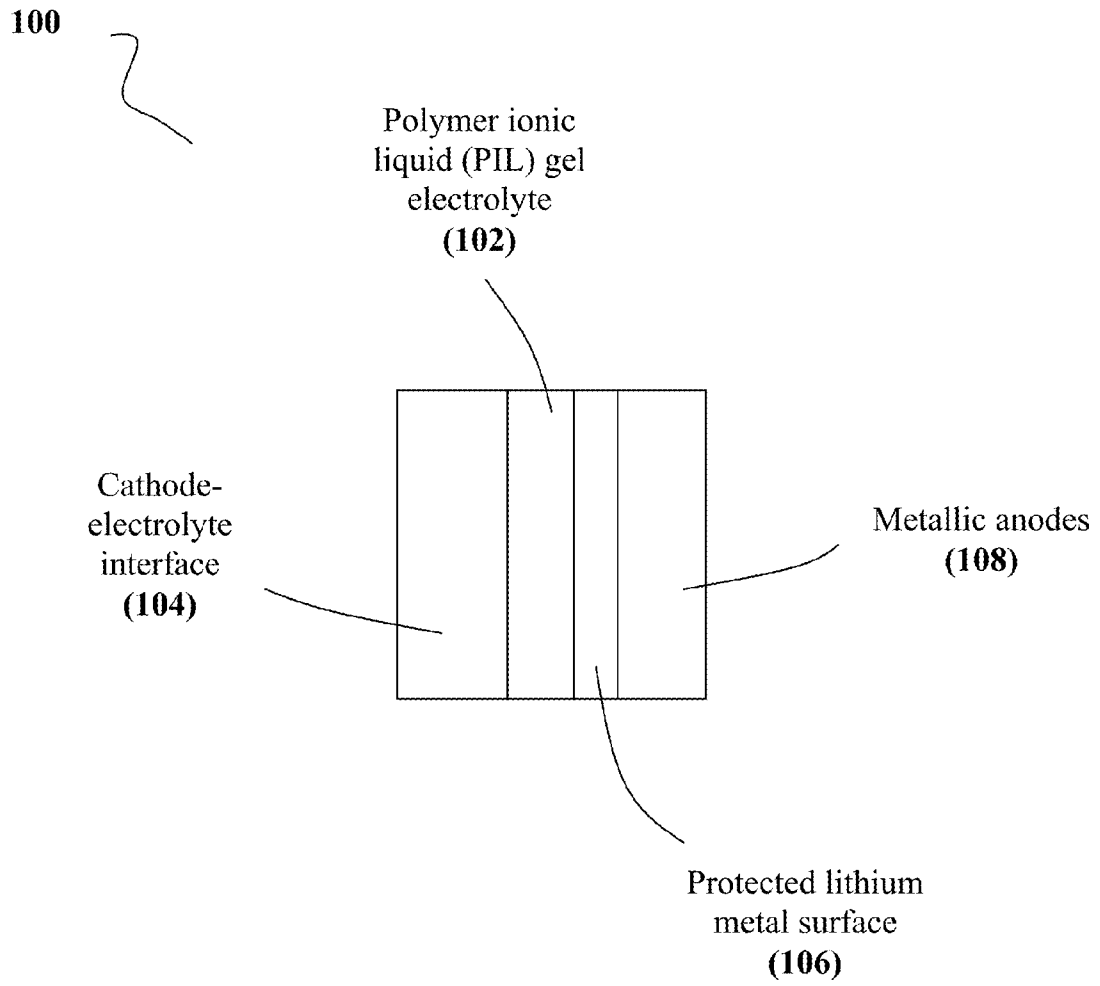 100
Polymer ionic
liquid (PIL) gel
electrolyte
(102)
Cathode-
electrolyte
interface
(104)
Metallic anodes
(108)
Protected lithium
metal surface
(106)